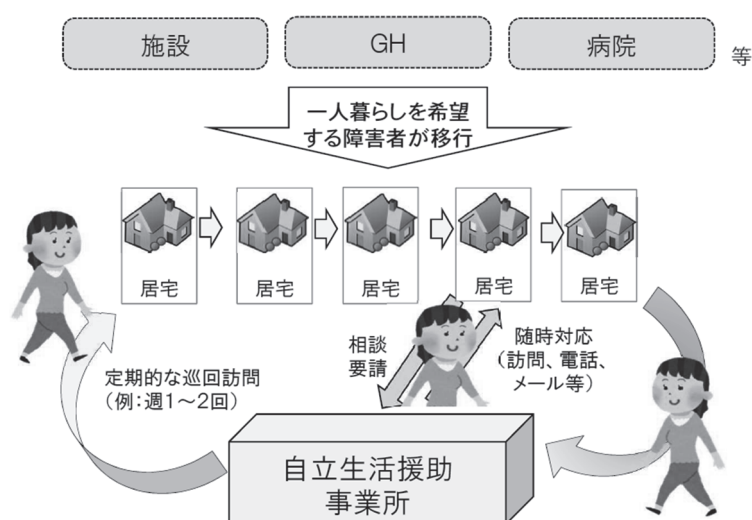 施設
GH
病院
等
一人暮らしを希望
する障害者が移行
居宅
居宅
居宅
居宅
居宅
相談
要請
随時対応
（訪問、電話、
メール等）
定期的な巡回訪問
（例：週1～2回）
自立生活援助
事業所